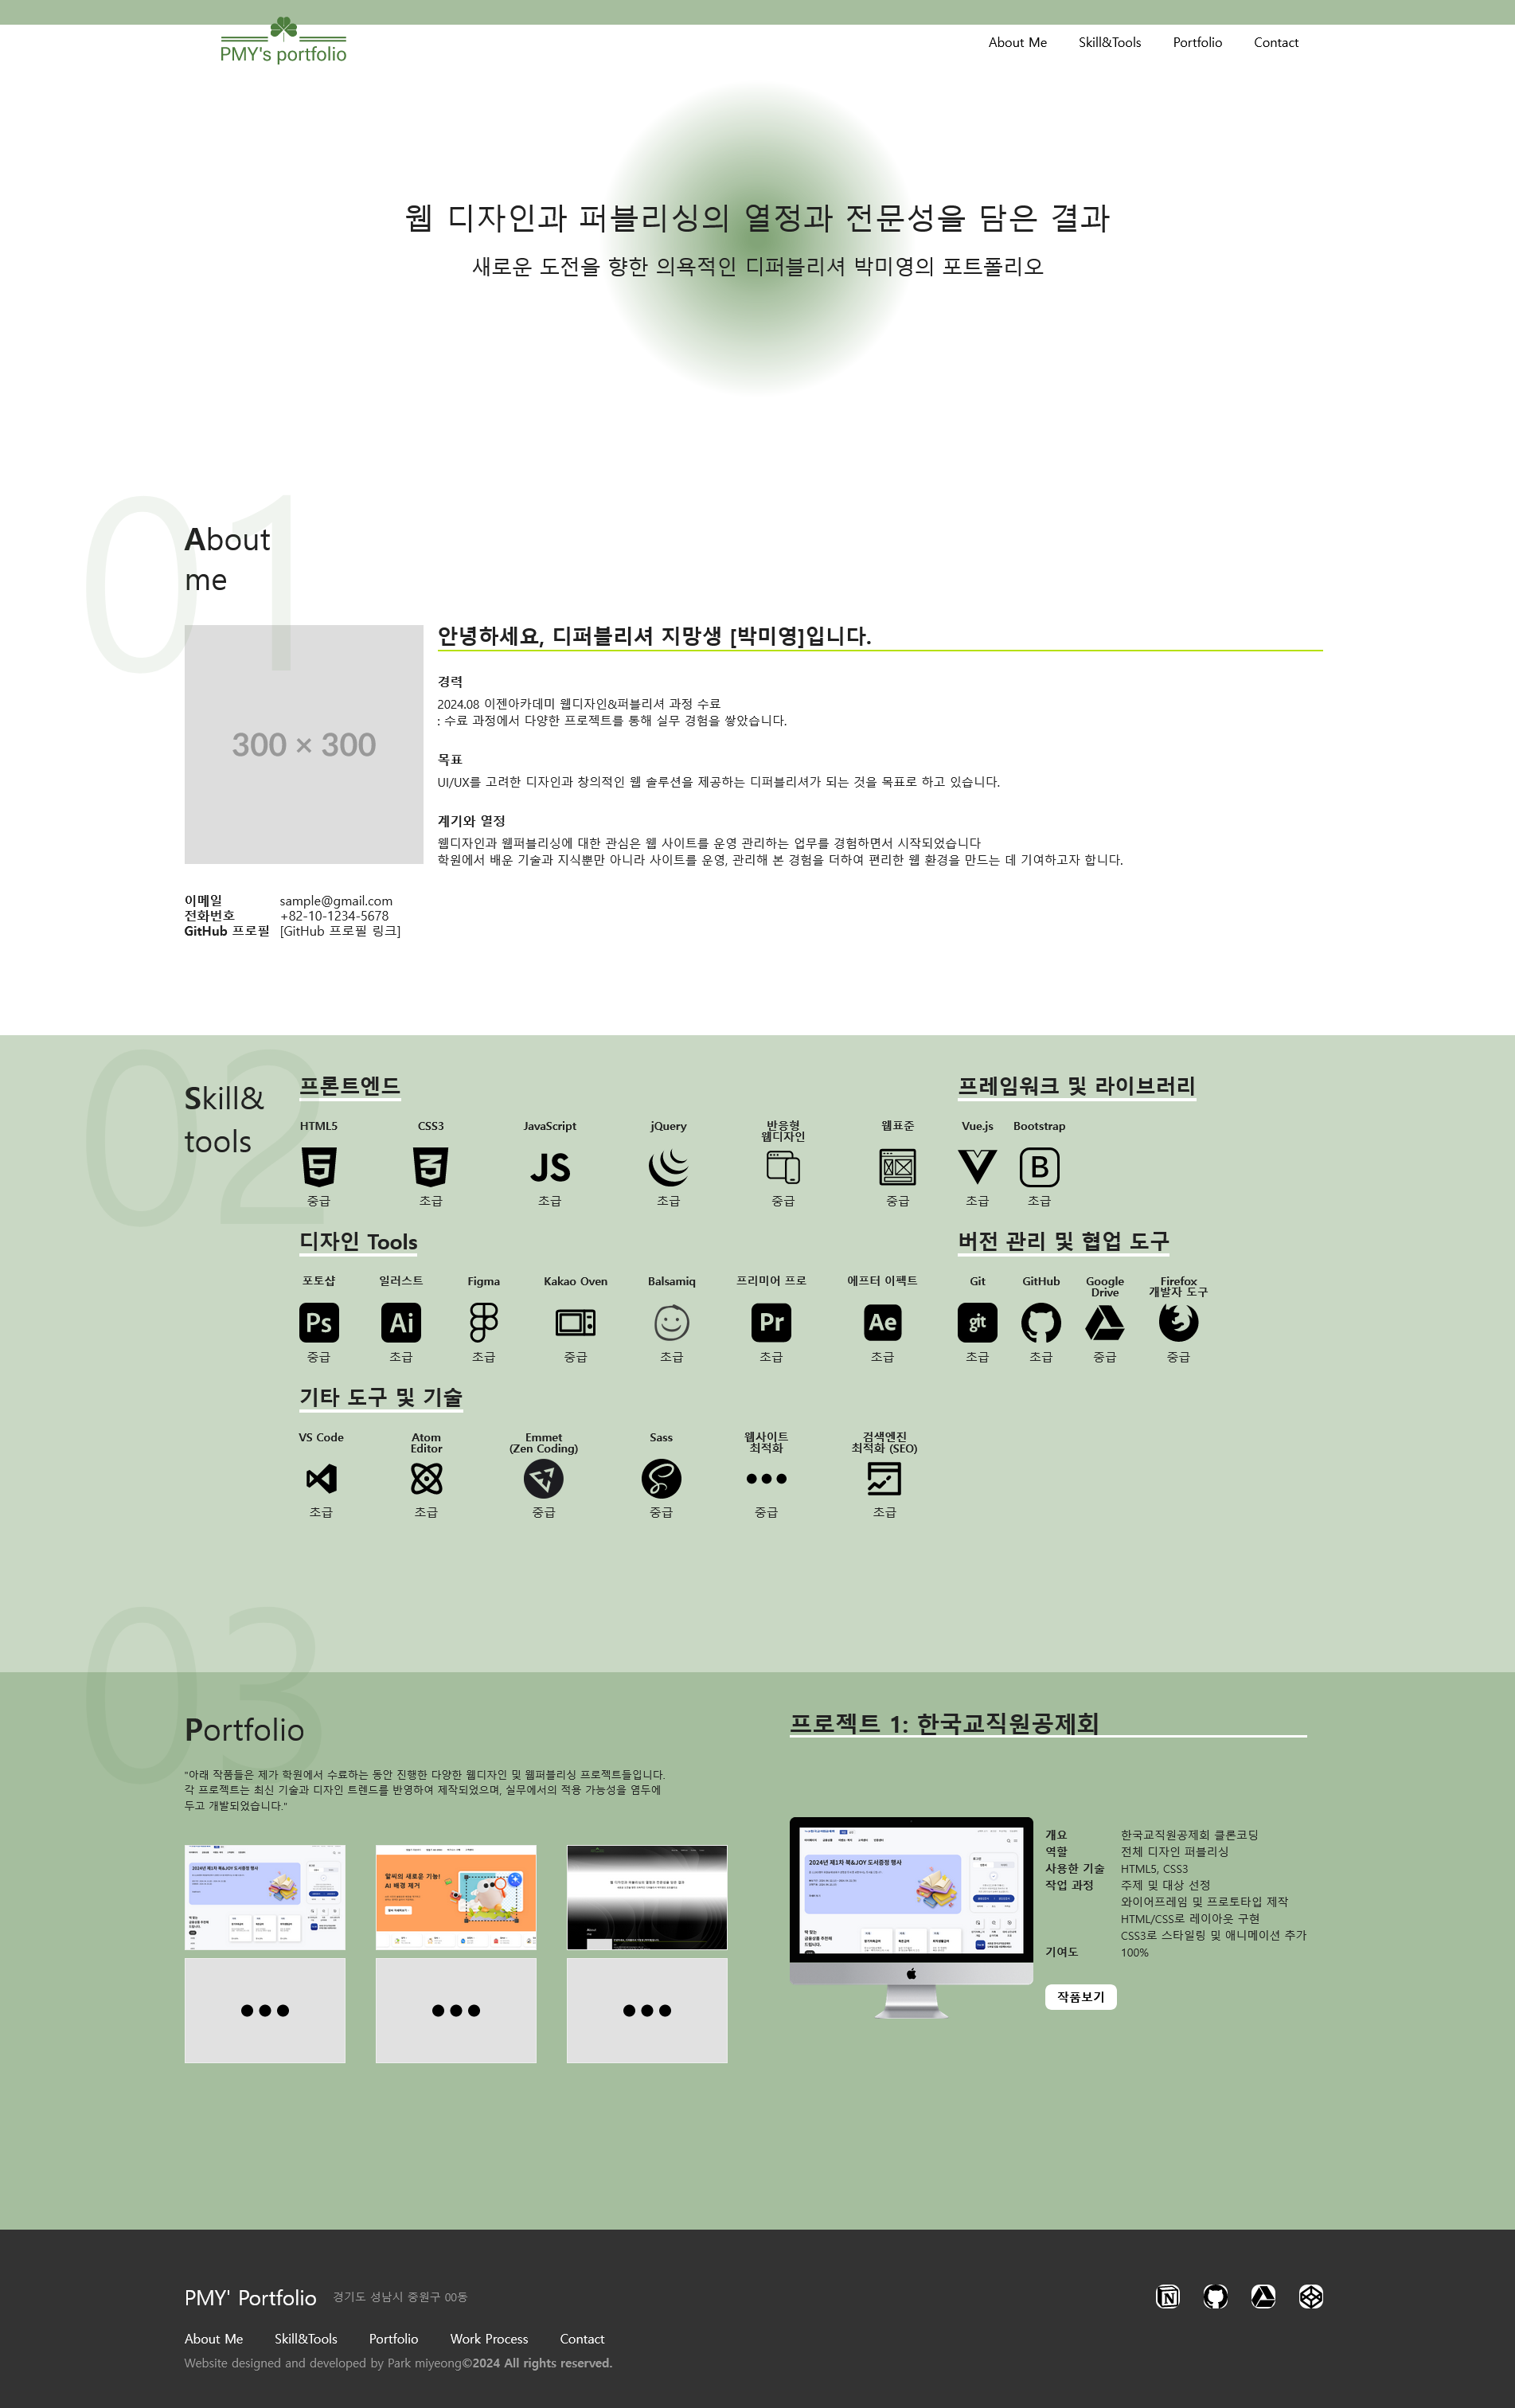 PMY's portfolio
About Me
Skill&Tools
Portfolio
Contact
웹 디자인과 퍼블리싱의 열정과 전문성을 담은 결과
새로운 도전을 향한 의욕적인 디퍼블리셔 박미영의 포트폴리오
01
About
me
300 × 300
안녕하세요, 디퍼블리셔 지망생 [박미영]입니다.
경력
2024.08 이젠아카데미 웹디자인&퍼블리셔 과정 수료
: 수료 과정에서 다양한 프로젝트를 통해 실무 경험을 쌓았습니다.
목표
UI/UX를 고려한 디자인과 창의적인 웹 솔루션을 제공하는 디퍼블리셔가 되는 것을 목표로 하고 있습니다.
계기와 열정
웹디자인과 웹퍼블리싱에 대한 관심은 웹 사이트를 운영 관리하는 업무를 경험하면서 시작되었습니다
학원에서 배운 기술과 지식뿐만 아니라 사이트를 운영, 관리해 본 경험을 더하여 편리한 웹 환경을 만드는 데 기여하고자 합니다.
이메일 sample@gmail.com
전화번호 +82-10-1234-5678
GitHub 프로필 [GitHub 프로필 링크]
02
Skill&
tools
프론트엔드
HTML5
중급
CSS3
초급
JavaScript
JS
초급
jQuery
초급
반응형
웹디자인
중급
웹표준
중급
프레임워크 및 라이브러리
Vue.js
초급
Bootstrap
B
초급
디자인 Tools
포토샵
Ps
중급
일러스트
Ai
초급
Figma
초급
Kakao Oven
중급
Balsamiq
초급
프리미어 프로
Pr
초급
에프터 이펙트
Ae
초급
버전 관리 및 협업 도구
Git
git
초급
GitHub
초급
Google
Drive
중급
Firefox
개발자 도구
중급
기타 도구 및 기술
VS Code
초급
Atom
Editor
초급
Emmet
(Zen Coding)
중급
Sass
중급
웹사이트
최적화
중급
검색엔진
최적화 (SEO)
초급
03
Portfolio
"아래 작품들은 제가 학원에서 수료하는 동안 진행한 다양한 웹디자인 및 웹퍼블리싱 프로젝트들입니다.
각 프로젝트는 최신 기술과 디자인 트렌드를 반영하여 제작되었으며, 실무에서의 적용 가능성을 염두에
두고 개발되었습니다."
2024년 제1차 북&JOY 도서증정 행사
알씨의 새로운 기능!
AI 배경 제거
프로젝트 1: 한국교직원공제회
2024년 제1차 북&JOY 도서증정 행사
개요 한국교직원공제회 클론코딩
역할 전체 디자인 퍼블리싱
사용한 기술 HTML5, CSS3
작업 과정 주제 및 대상 선정
와이어프레임 및 프로토타입 제작
HTML/CSS로 레이아웃 구현
CSS3로 스타일링 및 애니메이션 추가
기여도 100%
작품보기
PMY' Portfolio
경기도 성남시 중원구 00동
About Me
Skill&Tools
Portfolio
Work Process
Contact
Website designed and developed by Park miyeong©2024 All rights reserved.